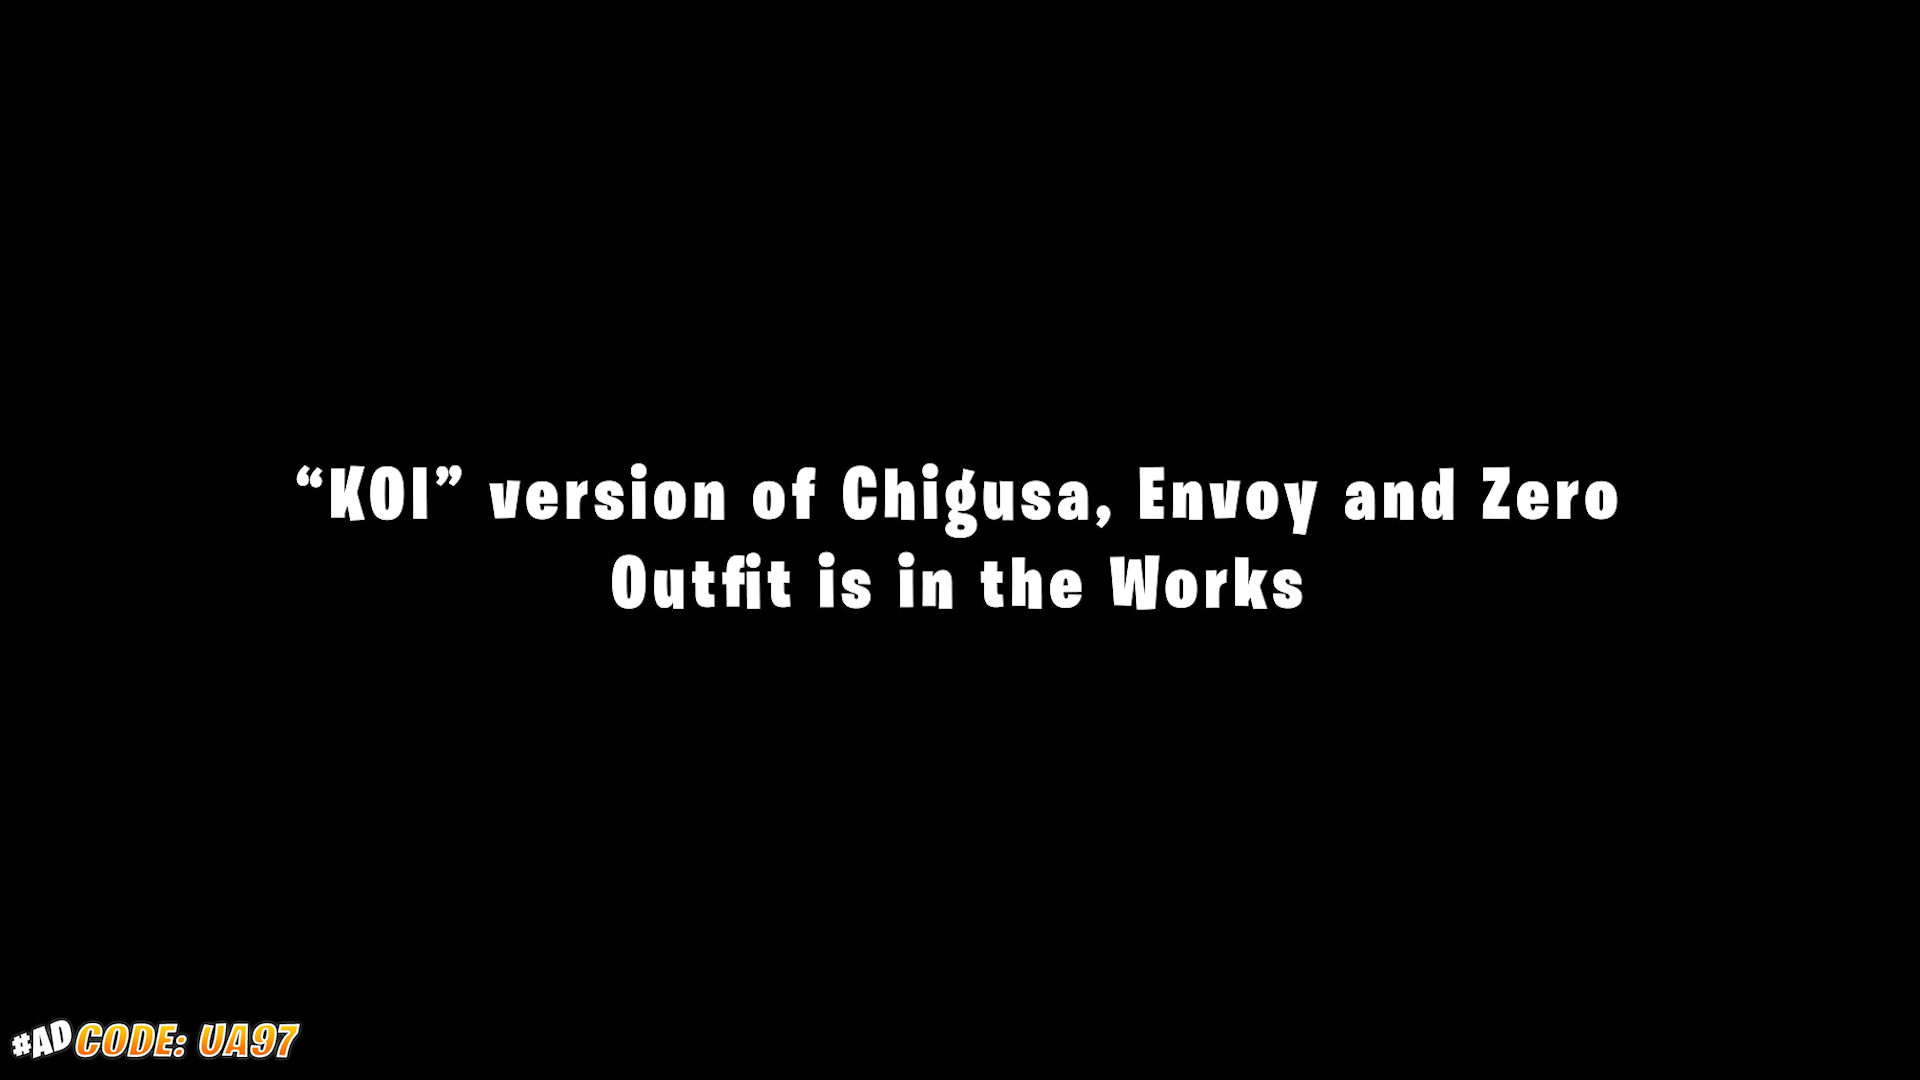 “KOI” version of Chigusa, Envoy and Zero
Outfit is in the Works
#AD CODE: UA97